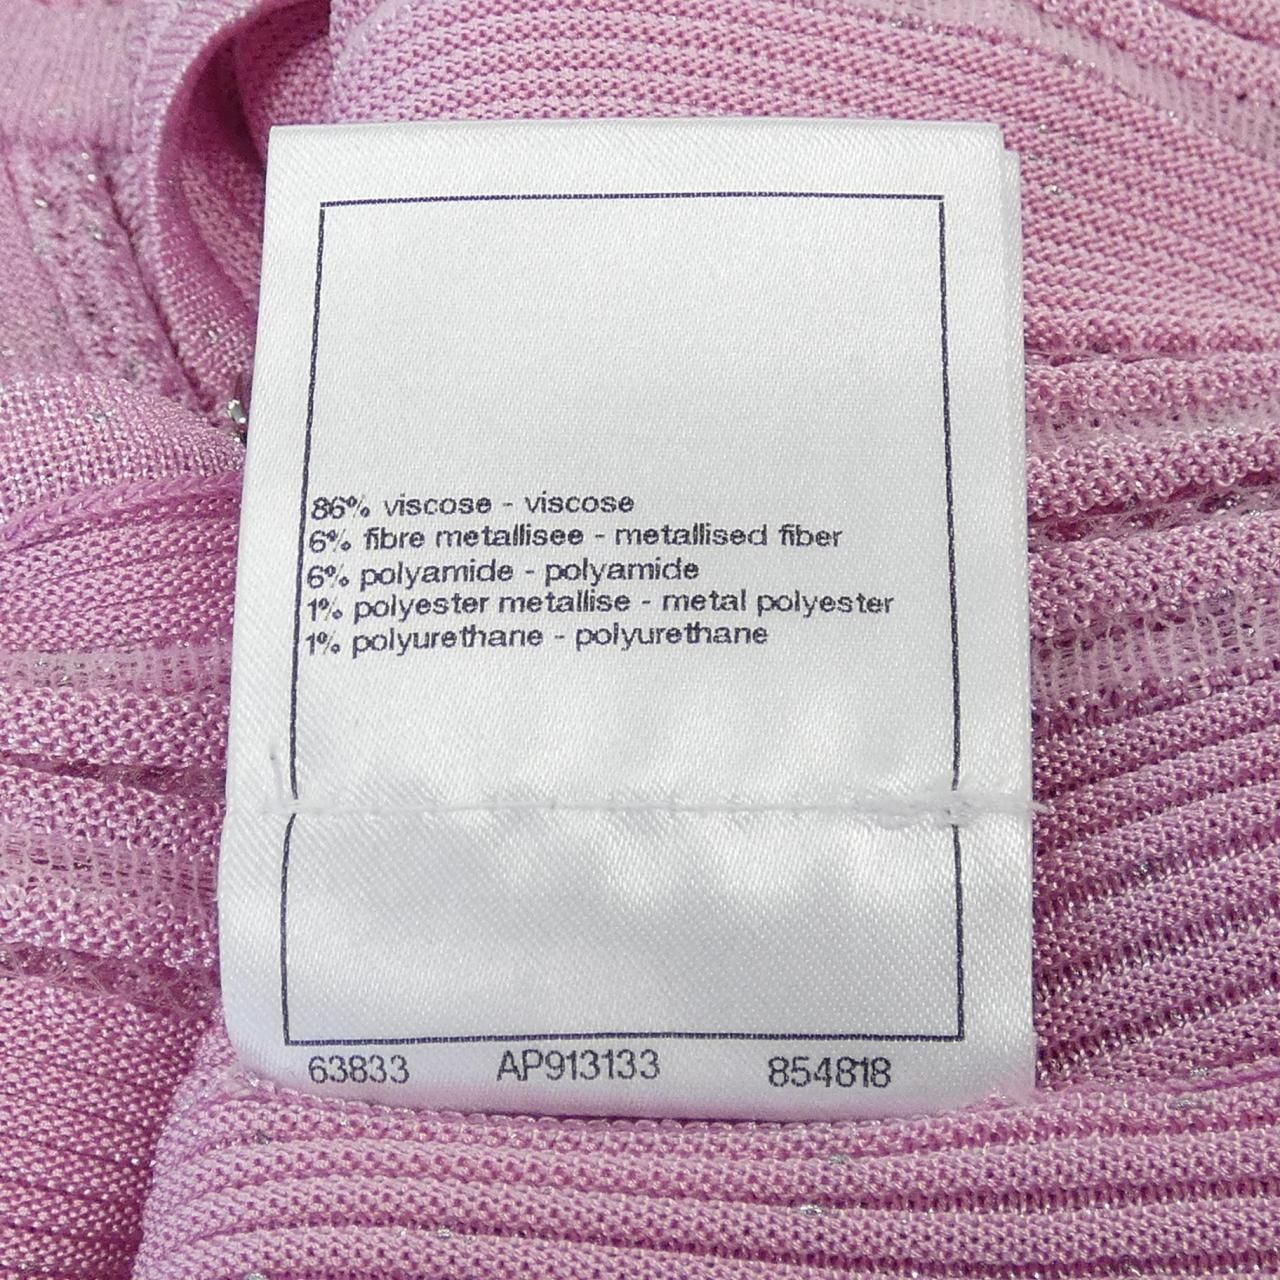 86% viscose - viscose
6% fibre metallisee - metallised fiber
6% polyamide - polyamide
1% polyester metallise - metal polyester
1% polyurethane - polyurethane
63833 AP913133 854818